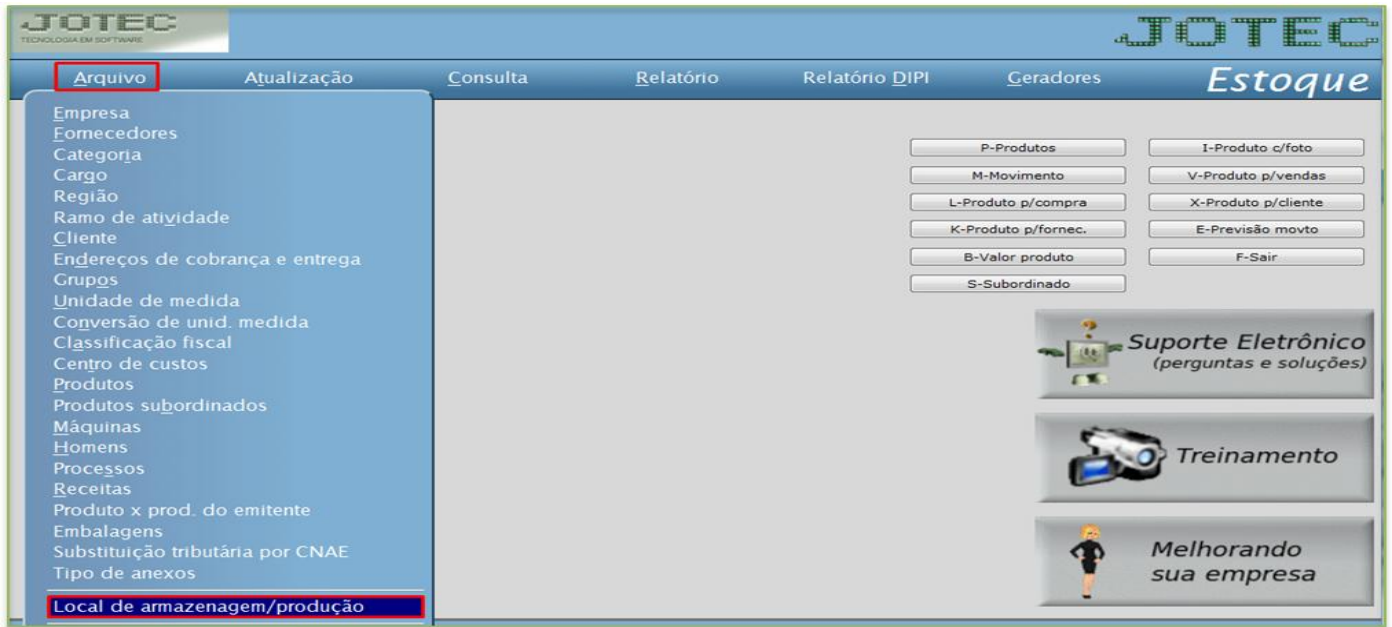 JOTEC
TECNOLOGIA EM SOFTWARE
JOTEC
Arquivo Atualização Consulta Relatório Relatório DIPI Geradores Estoque
Empresa
Fornecedores
Categoria
Cargo
Região
Ramo de atividade
Cliente
Endereços de cobrança e entrega
Grupos
Unidade de medida
Conversão de unid. medida
Classificação fiscal
Centro de custos
Produtos
Produtos subordinados
Máquinas
Homens
Processos
Receitas
Produto x prod. do emitente
Embalagens
Substituição tributária por CNAE
Tipo de anexos
Local de armazenagem/produção
P-Produtos I-Produto c/foto
M-Movimento V-Produto p/vendas
L-Produto p/compra X-Produto p/cliente
K-Produto p/fornec. E-Previsão movto
B-Valor produto F-Sair
S-Subordinado
Suporte Eletrônico
(perguntas e soluções)
Treinamento
Melhorando
sua empresa